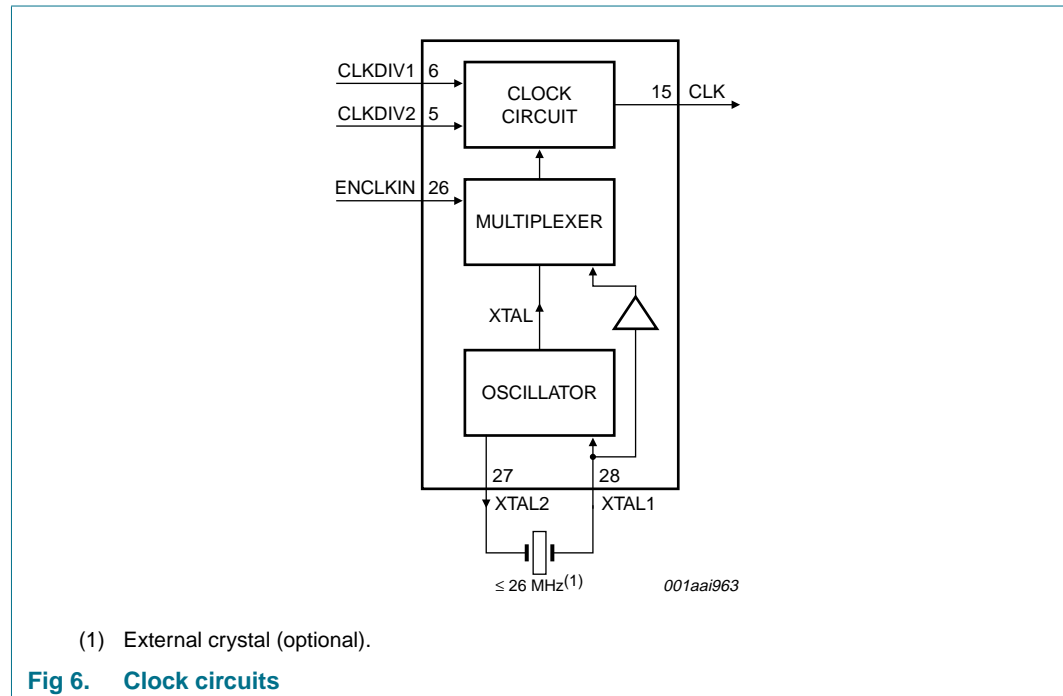 CLKDIV1 6
CLOCK
CIRCUIT
15 CLK
CLKDIV2 5
ENCLKIN 26
MULTIPLEXER
XTAL
OSCILLATOR
27 28
XTAL2 XTAL1
≤ 26 MHz(1) 001aai963
(1) External crystal (optional).
Fig 6. Clock circuits